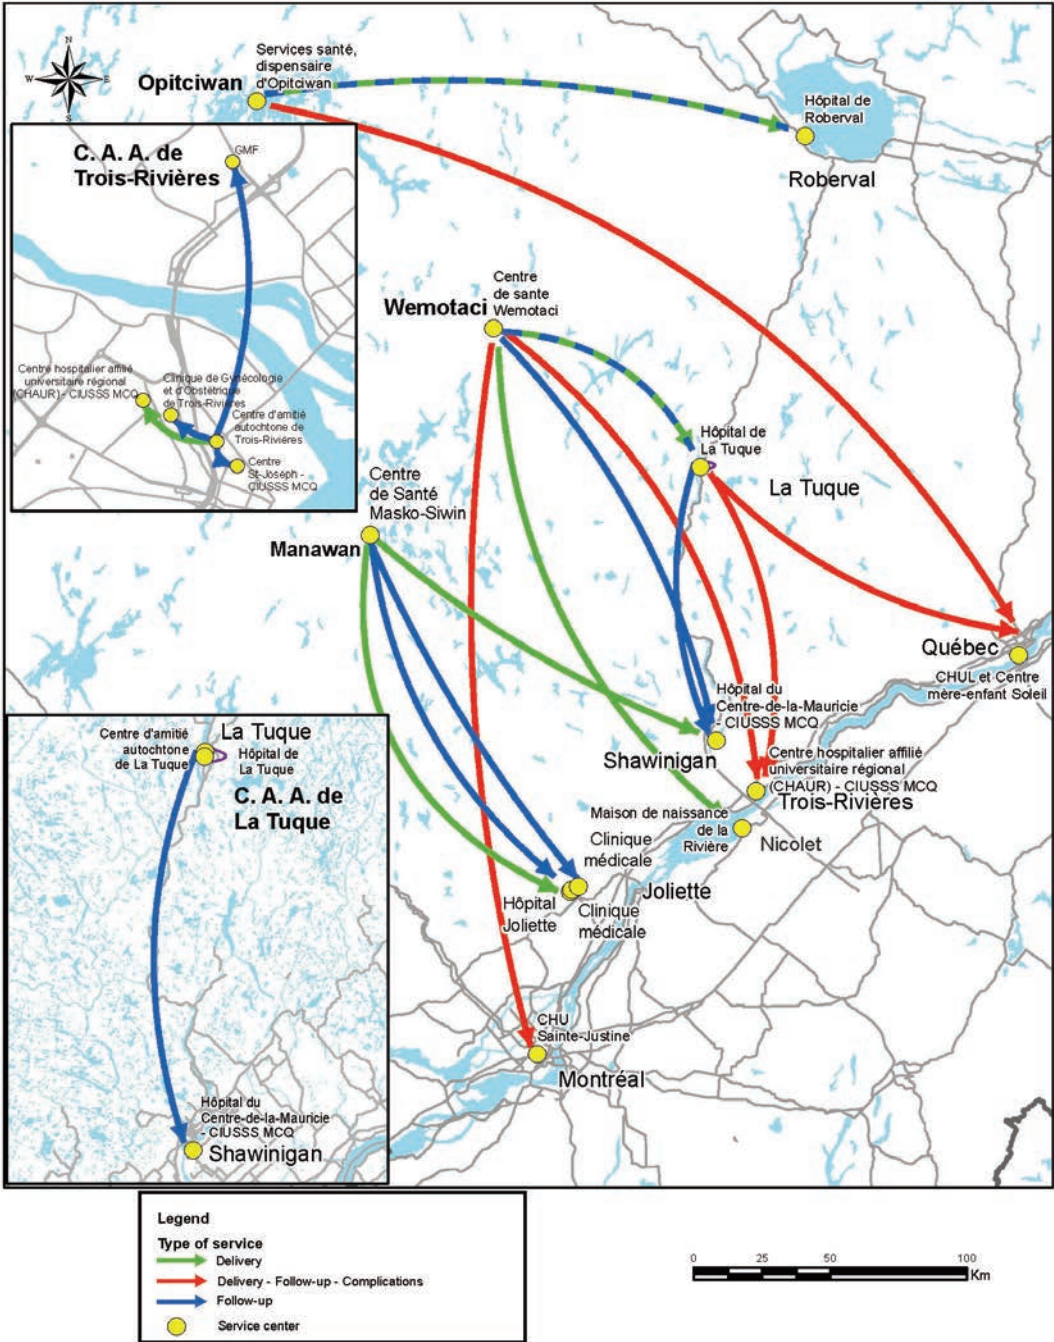 N
W
E
S
Services santé,
dispensaire
d'Opitciwan
Opitciwan
Hôpital de
Roberval
Roberval
C. A. A. de
Trois-Rivières
GMF
Centre hospitalier affilié
universitaire régional
(CHAUR) - CIUSSS MCQ
Clinique de Gynécologie
et d'Obstétrique
de Trois-Rivières
Centre d'amitié
autochtone de
Trois-Rivières
Centre
St-Joseph -
CIUSSS MCQ
Centre
de sante
Wemotaci
Wemotaci
Hôpital de
La Tuque
La Tuque
Centre
de Santé
Masko-Siwin
Manawan
Québec
CHUL et Centre
mère-enfant Soleil
Hôpital du
Centre-de-la-Mauricie
- CIUSSS MCQ
Shawinigan
Centre hospitalier affilié
universitaire régional
(CHAUR) - CIUSSS MCQ
Trois-Rivières
Maison de naissance
de la
Rivière
Nicolet
Clinique
médicale
Joliette
Hôpital
Joliette
Clinique
médicale
CHU
Sainte-Justine
Montréal
La Tuque
Centre d'amitié
autochtone
de La Tuque
Hôpital de
La Tuque
C. A. A. de
La Tuque
Hôpital du
Centre-de-la-Mauricie
- CIUSSS MCQ
Shawinigan
Legend
Type of service
Delivery
Delivery - Follow-up - Complications
Follow-up
Service center
0 25 50 100
Km